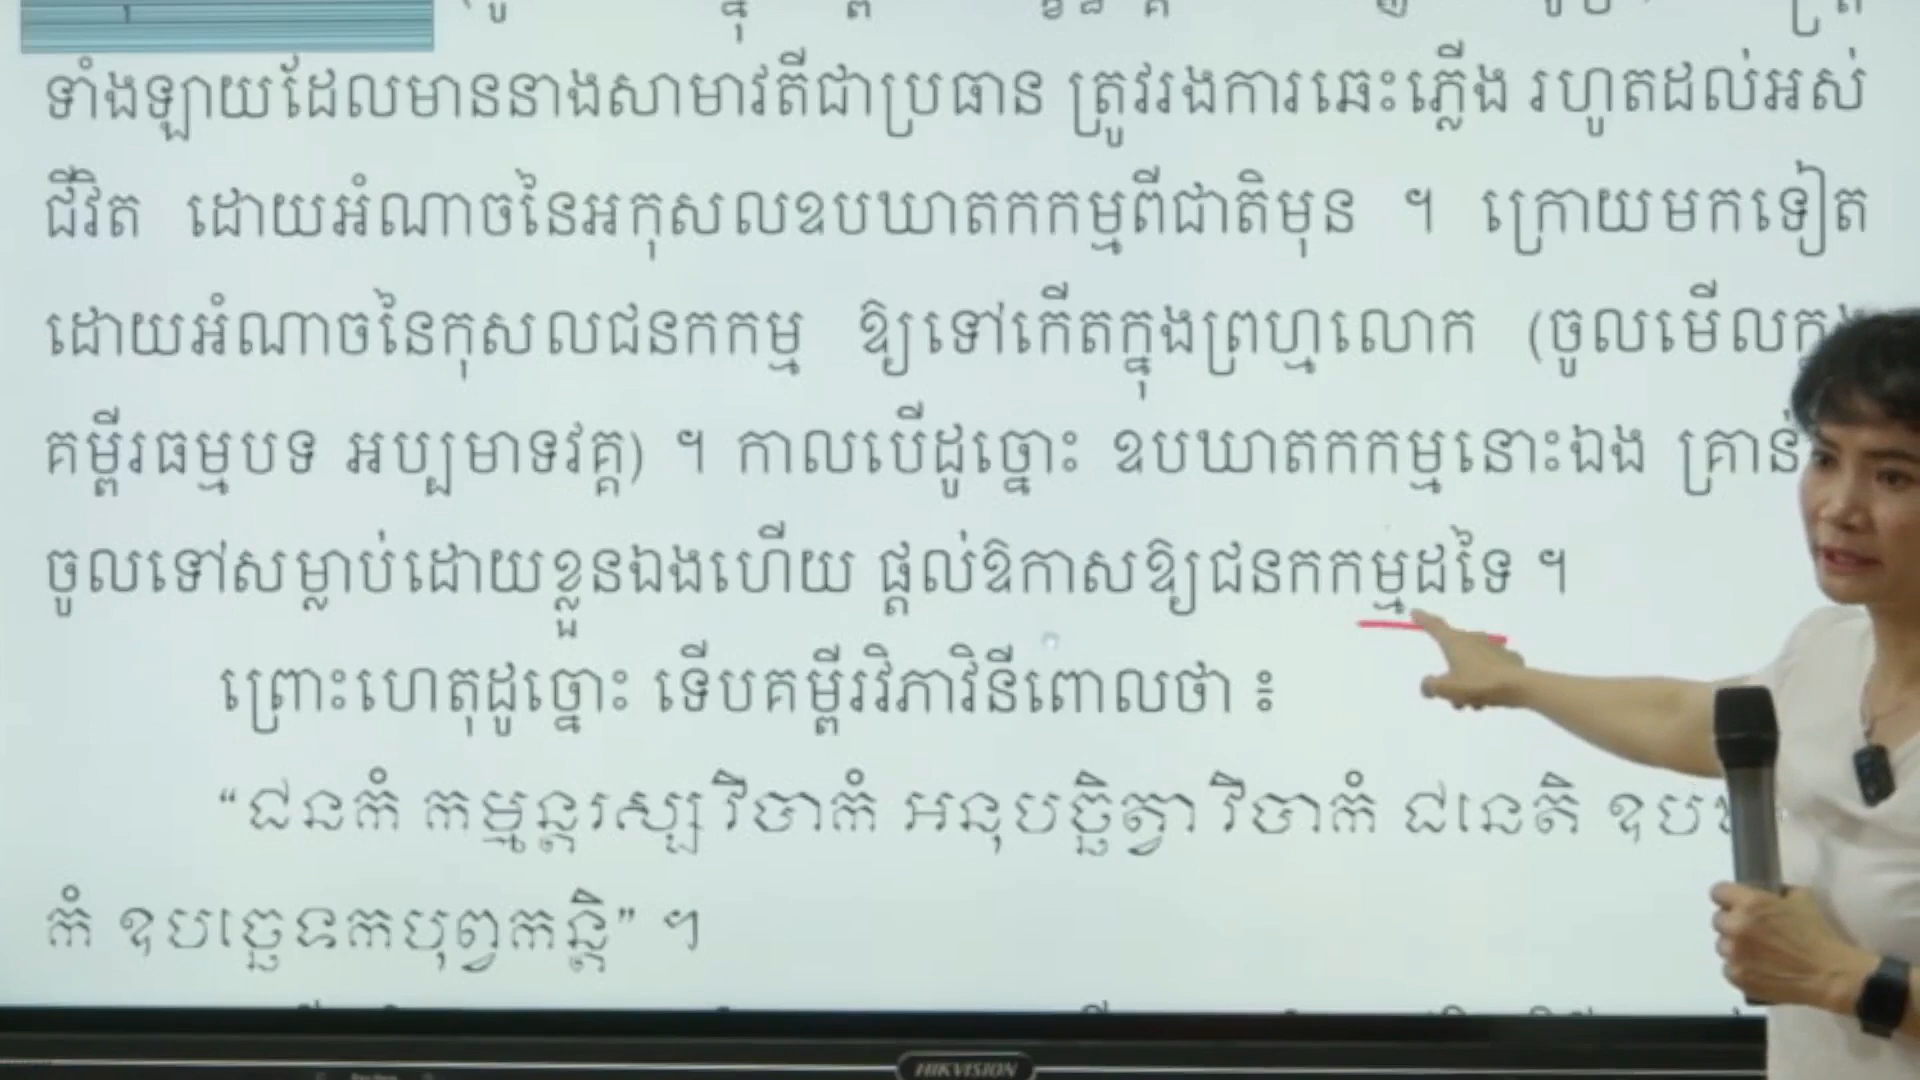 ទាំងឡាយដែលមាននាងសាមាវតីជាប្រធាន ត្រូវរងការឆេះភ្លើង រហូតដល់អស់
ជីវិត ដោយអំណាចនៃអកុសលឧបឃាតកកម្មពីជាតិមុន ។ ក្រោយមកទៀត
ដោយអំណាចនៃកុសលជនកកម្ម ឱ្យទៅកើតក្នុងព្រហ្មលោក (ចូលមើល
គម្ពីរធម្មបទ អប្បមាទវគ្គ) ។ កាលបើដូច្នោះ ឧបឃាតកកម្មនោះឯង គ្រាន់
ចូលទៅសម្លាប់ដោយខ្លួនឯងហើយ ផ្តល់ឱកាសឱ្យជនកកម្មដទៃ ។
ព្រោះហេតុដូច្នោះ ទើបគម្ពីរវិភាវិនីពោលថា ៖
“ជនកំ កម្មន្តរស្ស វិបាកំ អនុបច្ឆិត្វា វិបាកំ ជនេតិ
កំ ឧបច្ឆេទកបុព្វកន្តិ” ។
HIKVISION